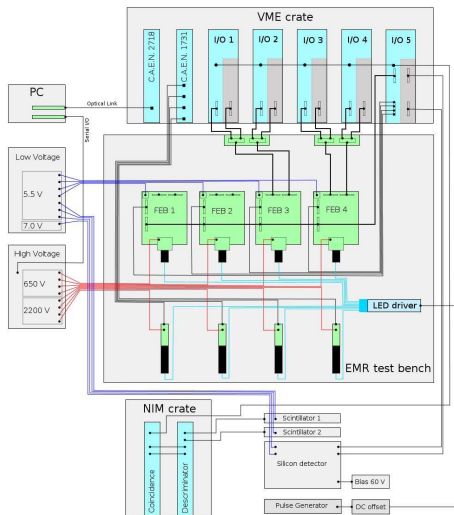 VME crate
C.A.E.N. 2718
C.A.E.N. 1731
I/O 1
I/O 2
I/O 3
I/O 4
I/O 5
PC
Optical Link
Serial I/O
Low Voltage
5.5 V
7.0 V
High Voltage
650 V
2200 V
FEB 1
FEB 2
FEB 3
FEB 4
LED driver
EMR test bench
NIM crate
Coincidence
Descriminator
Scintillator 1
Scintillator 2
Silicon detector
Bias 60 V
Pulse Generator
DC offset